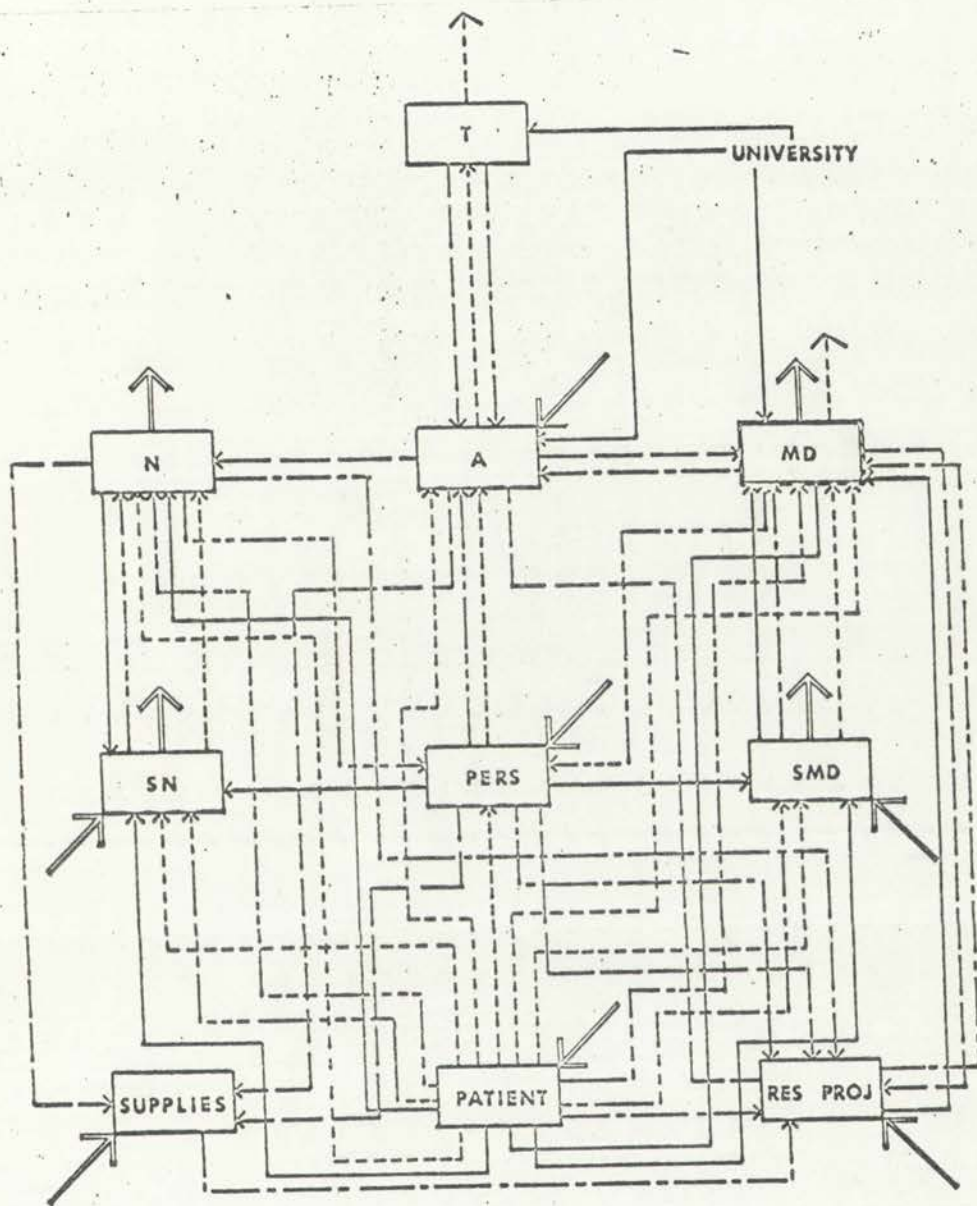 T
UNIVERSITY
N
A
MD
SN
PERS
SMD
SUPPLIES
PATIENT
RES PROJ